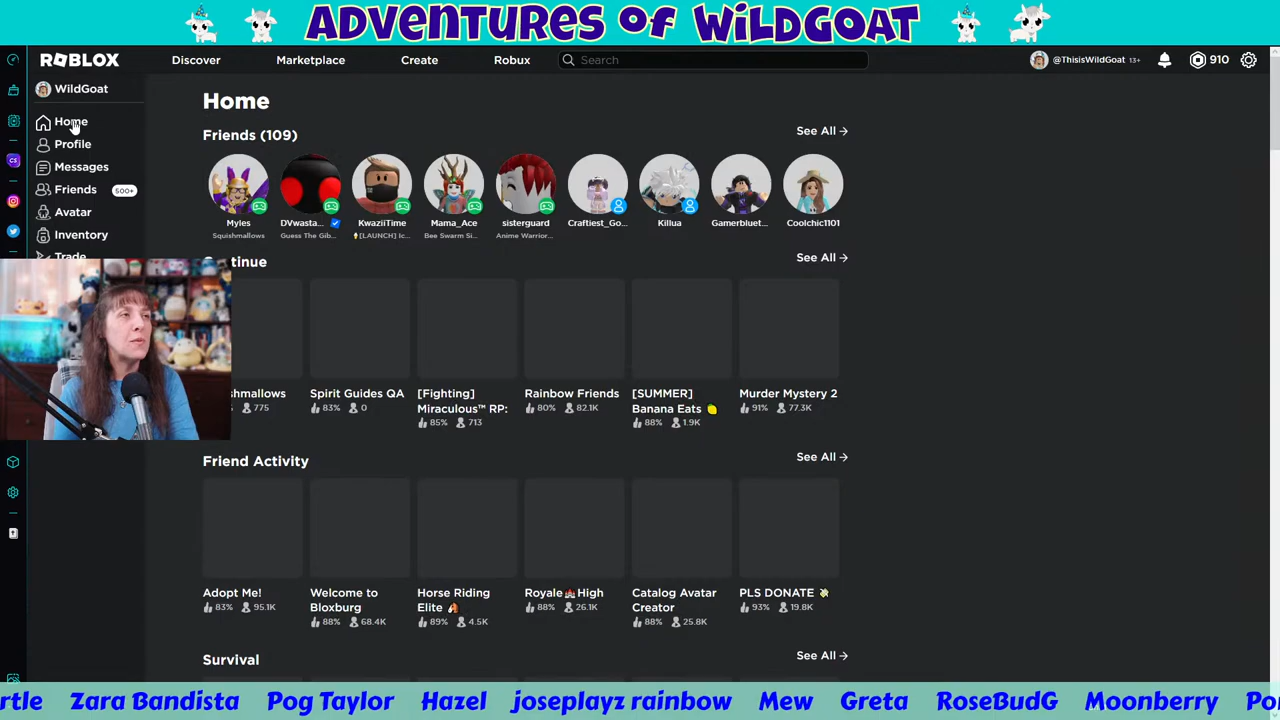 ADVENTURES OF WiLDGOAT
ROBLOX
Discover
Marketplace
Create
Robux
Search
@ThisisWildGoat 13+
910
WildGoat
Home
Profile
Messages
Friends
500+
Avatar
Inventory
Trade
Home
Friends (109)
See All →
Myles
DVwasta...
KwaziiTime
Mama_Ace
sisterguard
Craftiest_Go...
Killua
Gamerbluet...
Coolchic1101
Squishmallows
Guess The Gib...
[LAUNCH] Ic...
Bee Swarm Si...
Anime Warrior...
tinue
See All →
shmallows
775
Spirit Guides QA
83% 0
[Fighting]
Miraculous™ RP:
85% 713
Rainbow Friends
80% 82.1K
[SUMMER]
Banana Eats 🍋
88% 1.9K
Murder Mystery 2
91% 77.3K
Friend Activity
See All →
Adopt Me!
83% 95.1K
Welcome to
Bloxburg
88% 68.4K
Horse Riding
Elite 🐴
89% 4.5K
Royale🏰High
88% 26.1K
Catalog Avatar
Creator
88% 25.8K
PLS DONATE 💸
93% 19.8K
Survival
See All →
rtle Zara Bandista Pog Taylor Hazel joseplayz rainbow Mew Greta RoseBudG Moonberry Po